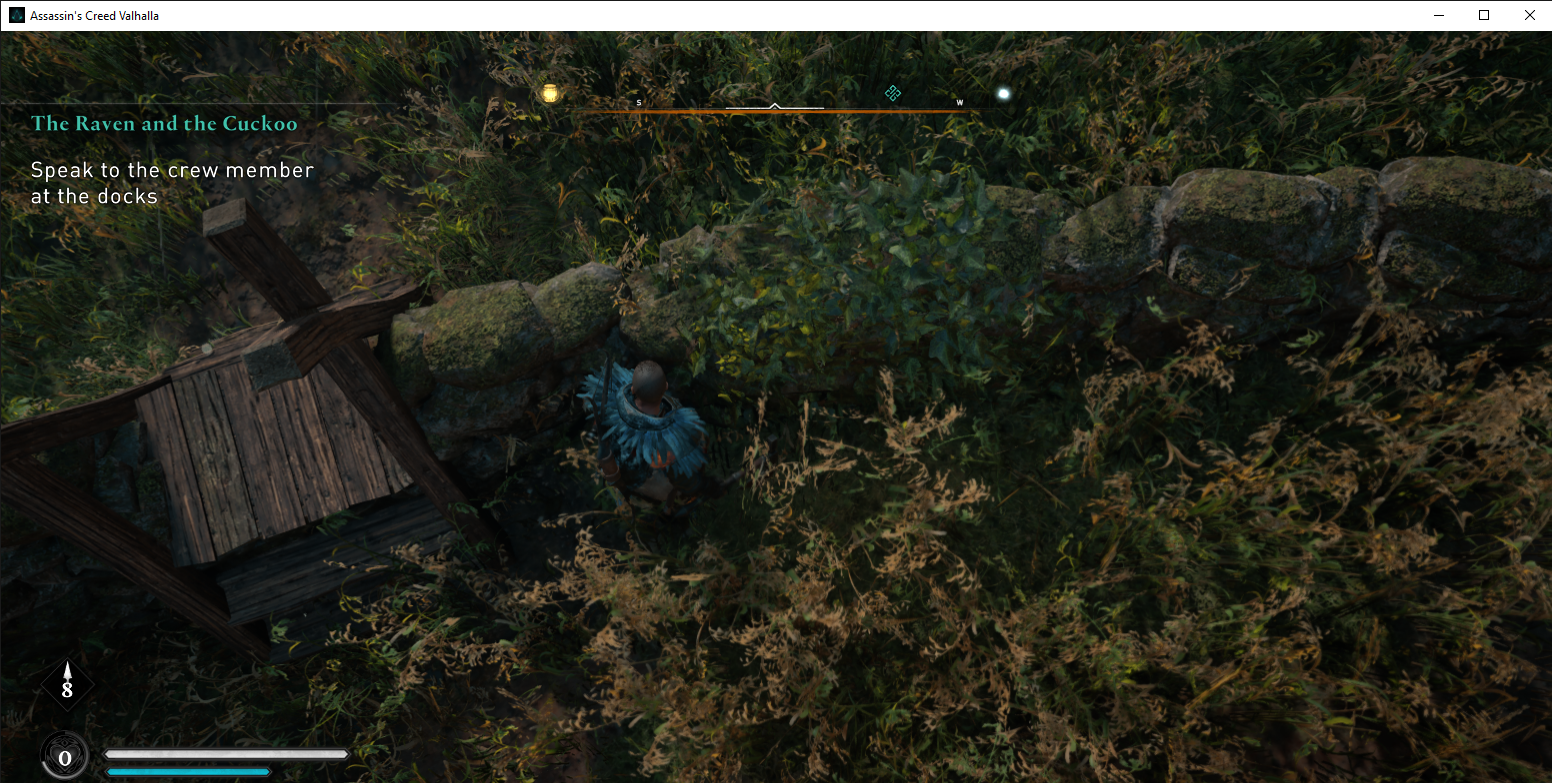 Assassin's Creed Valhalla
S
W
The Raven and the Cuckoo
Speak to the crew member
at the docks
8
0